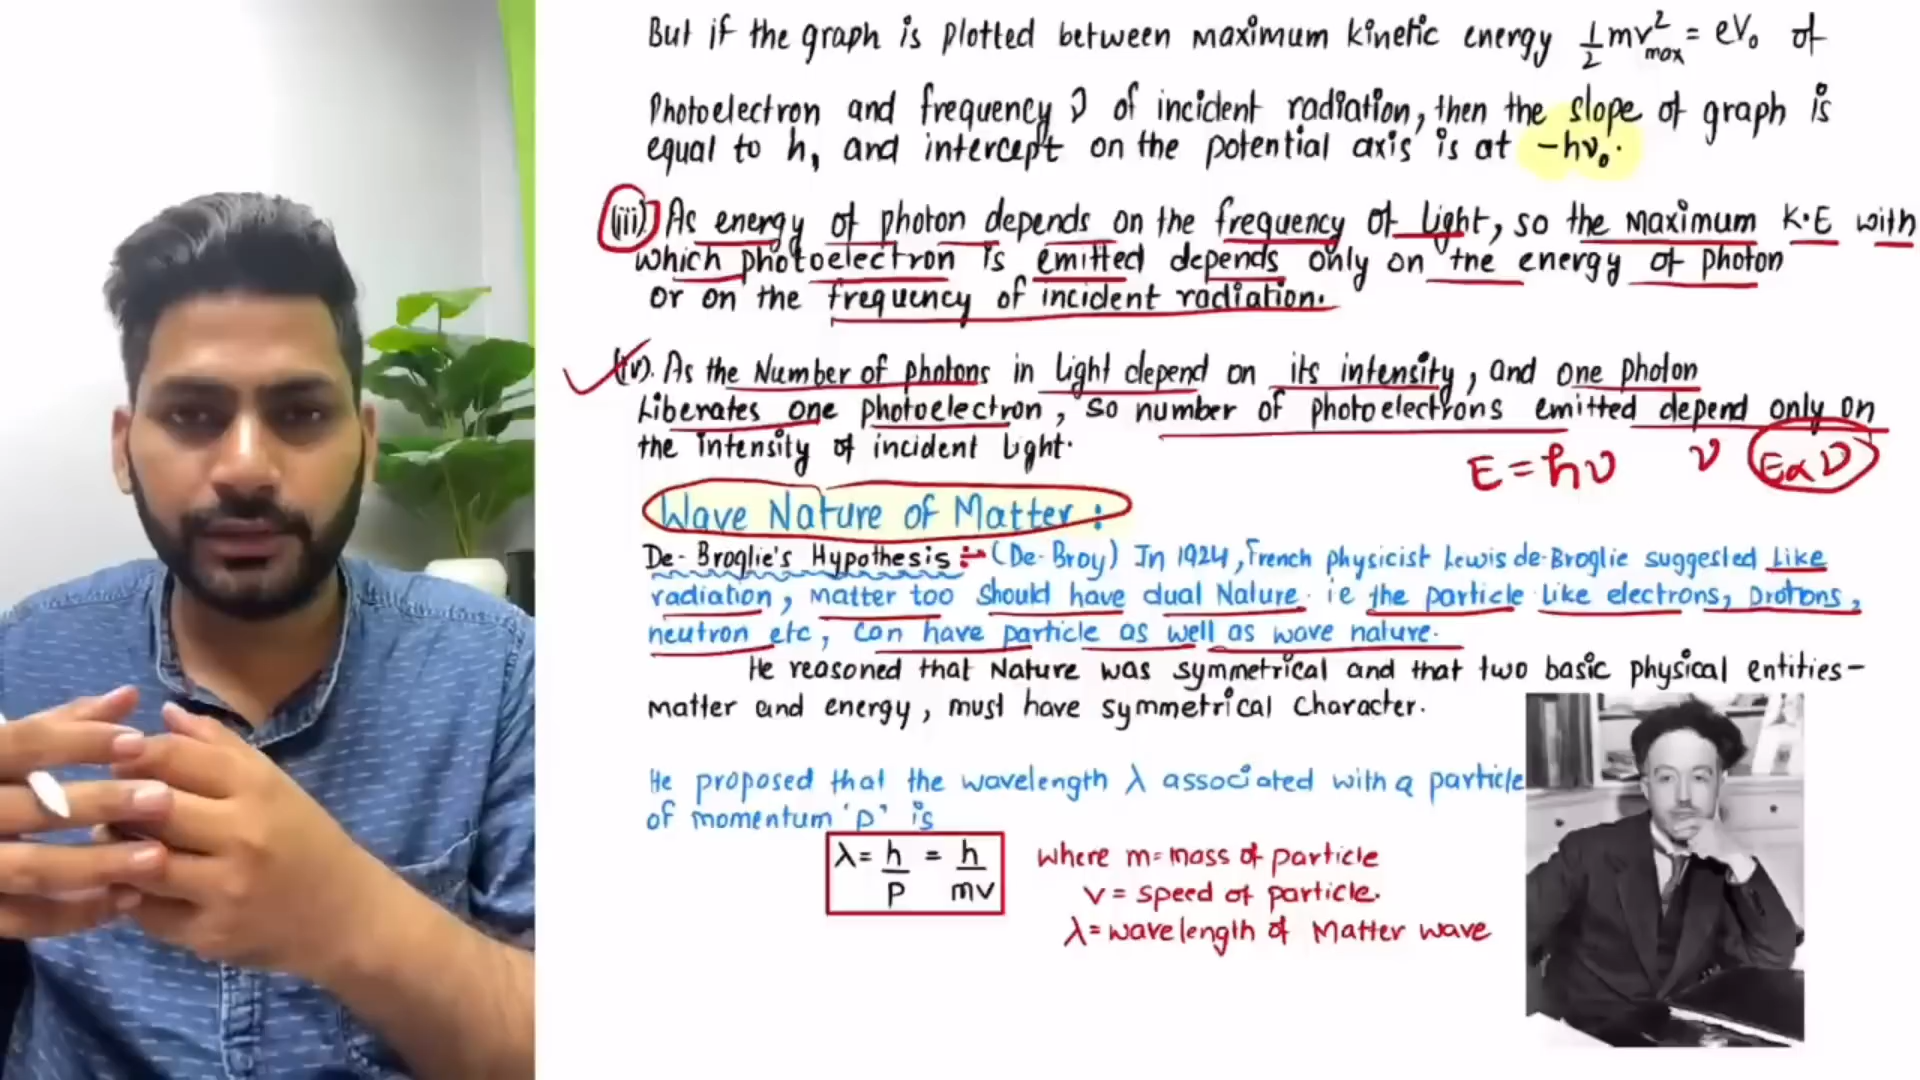 But if the graph is plotted between maximum kinetic energy 1/2 mv²max = eV₀ of
Photoelectron and frequency ν of incident radiation, then the slope of graph is
equal to h, and intercept on the potential axis is at -hν₀.
(iii) As energy of photon depends on the frequency of Light, so the Maximum K.E with
which photoelectron is emitted depends only on the energy of photon
or on the frequency of incident radiation.
(iv). As the Number of photons in Light depend on its intensity, and one photon
Liberates one photoelectron, so number of photoelectrons emitted depend only on
the intensity of incident Light.
E = hν ν E∝ν
Wave Nature of Matter:
De-Broglie's Hypothesis :- (De-Broy) In 1924, French physicist Lewis de-Broglie suggested Like
radiation, matter too should have dual Nature. ie the particle like electrons, protons,
neutron etc, can have particle as well as wave nature.
He reasoned that Nature was symmetrical and that two basic physical entities-
matter and energy, must have symmetrical character.
He proposed that the wavelength λ associated with a particle
of momentum 'p' is
λ = h/p = h/mv where m=mass of particle
v = speed of particle.
λ=wavelength of Matter wave